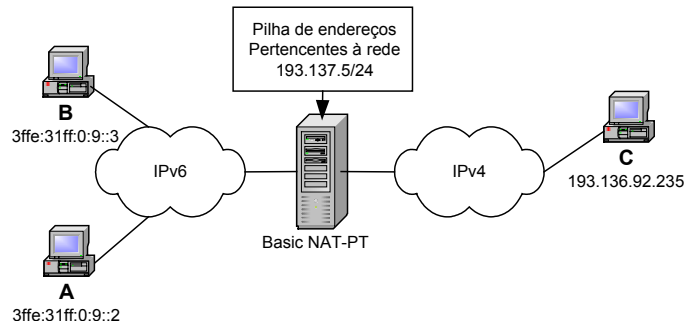 Pilha de endereços
Pertencentes à rede
193.137.5/24
B
3ffe:31ff:0:9::3
IPv6
IPv4
C
193.136.92.235
Basic NAT-PT
A
3ffe:31ff:0:9::2